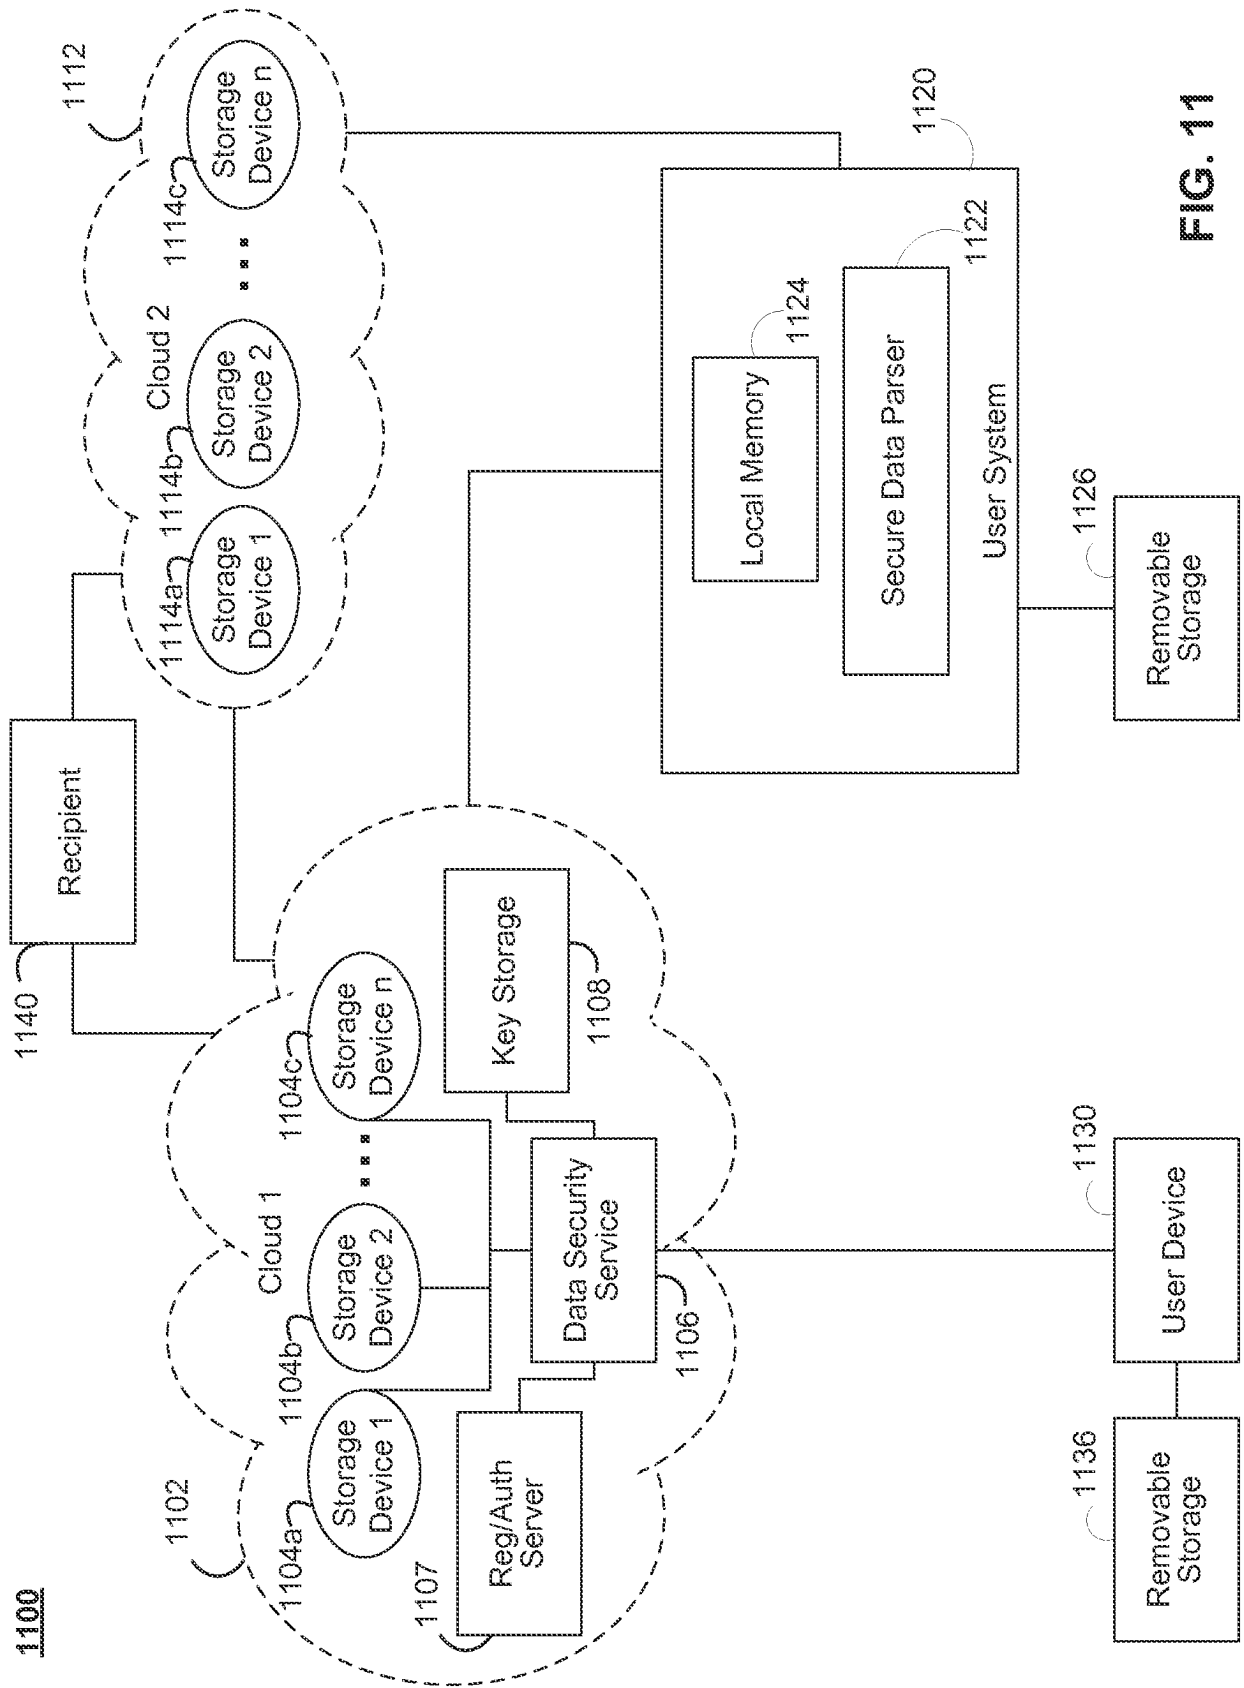 1100
1140
Recipient
1112
1102
Cloud 1
1104a
Storage
Device 1
1104b
Storage
Device 2
1104c
Storage
Device n
1107
Reg/Auth
Server
Data Security
Service
1106
Key Storage
1108
Cloud 2
1114a
Storage
Device 1
1114b
Storage
Device 2
1114c
Storage
Device n
1120
Local Memory
1124
Secure Data Parser
1122
User System
1126
Removable
Storage
1130
User Device
1136
Removable
Storage
FIG. 11